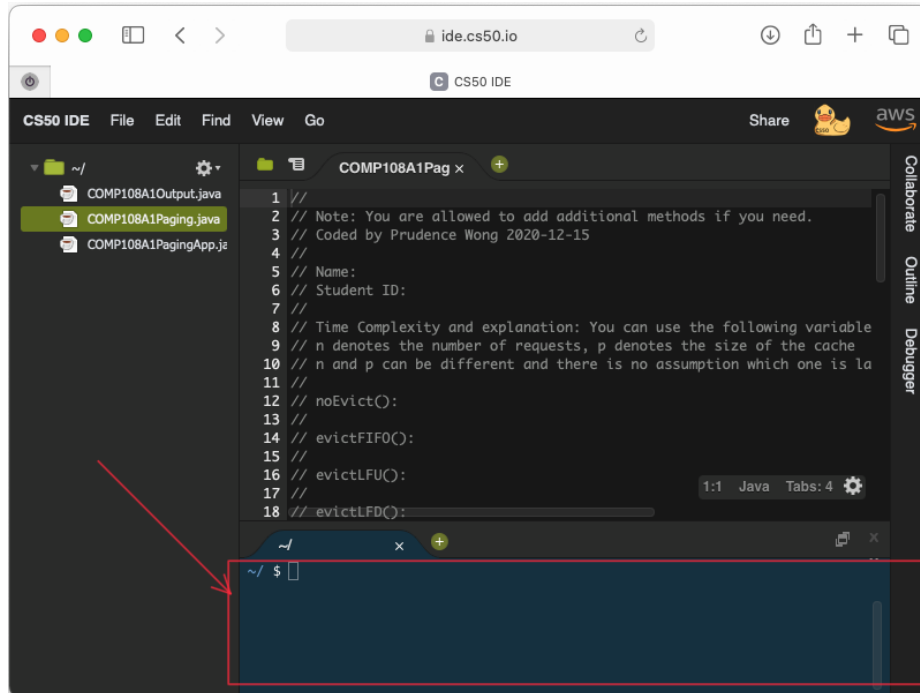 ide.cs50.io
C CS50 IDE
CS50 IDE File Edit Find View Go Share aws
~/
COMP108A1Output.java
COMP108A1Paging.java
COMP108A1PagingApp.ja
COMP108A1Pag ×
1 //
2 // Note: You are allowed to add additional methods if you need.
3 // Coded by Prudence Wong 2020-12-15
4 //
5 // Name:
6 // Student ID:
7 //
8 // Time Complexity and explanation: You can use the following variable
9 // n denotes the number of requests, p denotes the size of the cache
10 // n and p can be different and there is no assumption which one is la
11 //
12 // noEvict():
13 //
14 // evictFIFO():
15 //
16 // evictLFU():
17 //
18 // evictLFD():
1:1 Java Tabs: 4
Collaborate
Outline
Debugger
~/ ×
~/ $